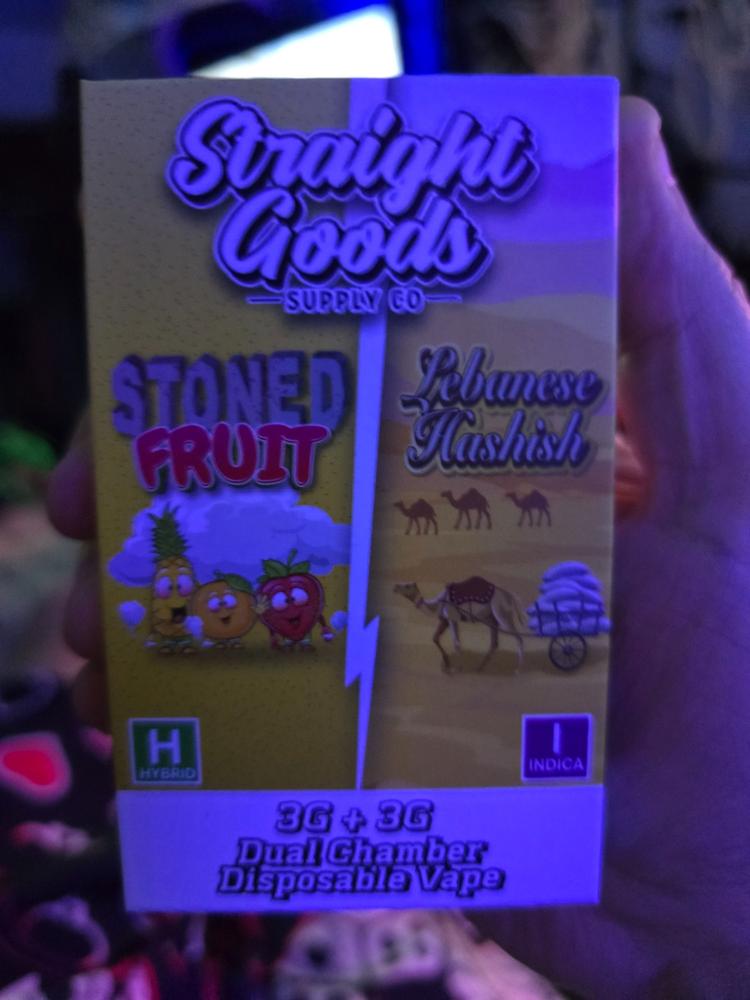 Straight
Goods
SUPPLY CO
STONED
FRUIT
Lebanese
Hashish
H
HYBRID
I
INDICA
3G + 3G
Dual Chamber
Disposable Vape